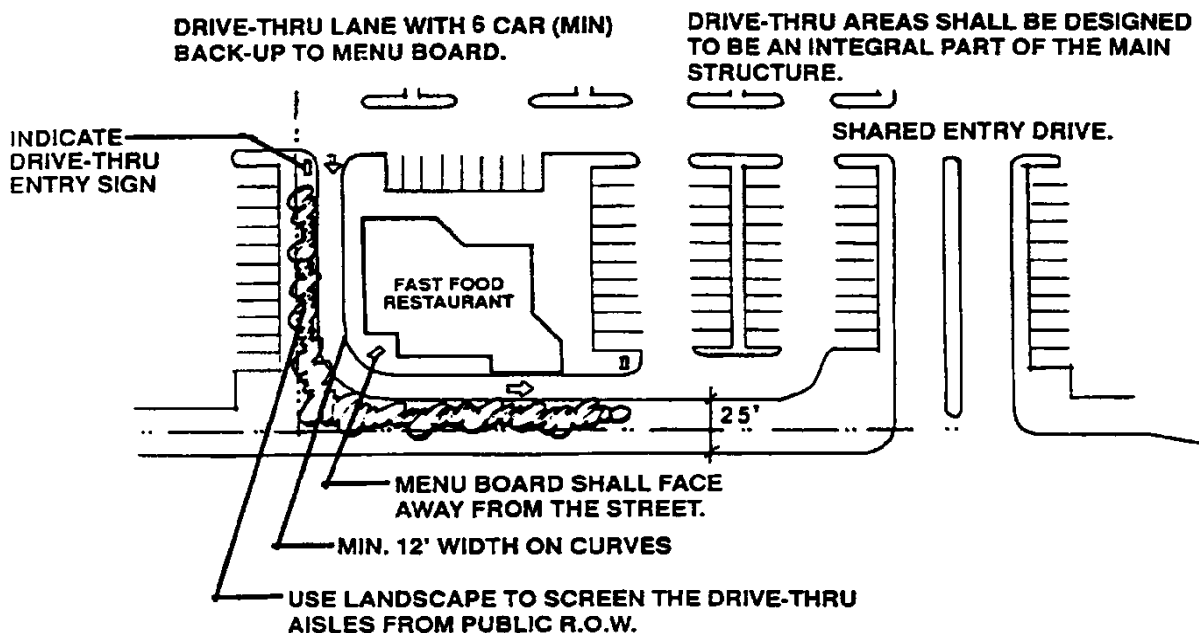 DRIVE-THRU LANE WITH 6 CAR (MIN)
BACK-UP TO MENU BOARD.
DRIVE-THRU AREAS SHALL BE DESIGNED
TO BE AN INTEGRAL PART OF THE MAIN
STRUCTURE.
INDICATE
DRIVE-THRU
ENTRY SIGN
SHARED ENTRY DRIVE.
FAST FOOD
RESTAURANT
25'
MENU BOARD SHALL FACE
AWAY FROM THE STREET.
MIN. 12' WIDTH ON CURVES
USE LANDSCAPE TO SCREEN THE DRIVE-THRU
AISLES FROM PUBLIC R.O.W.